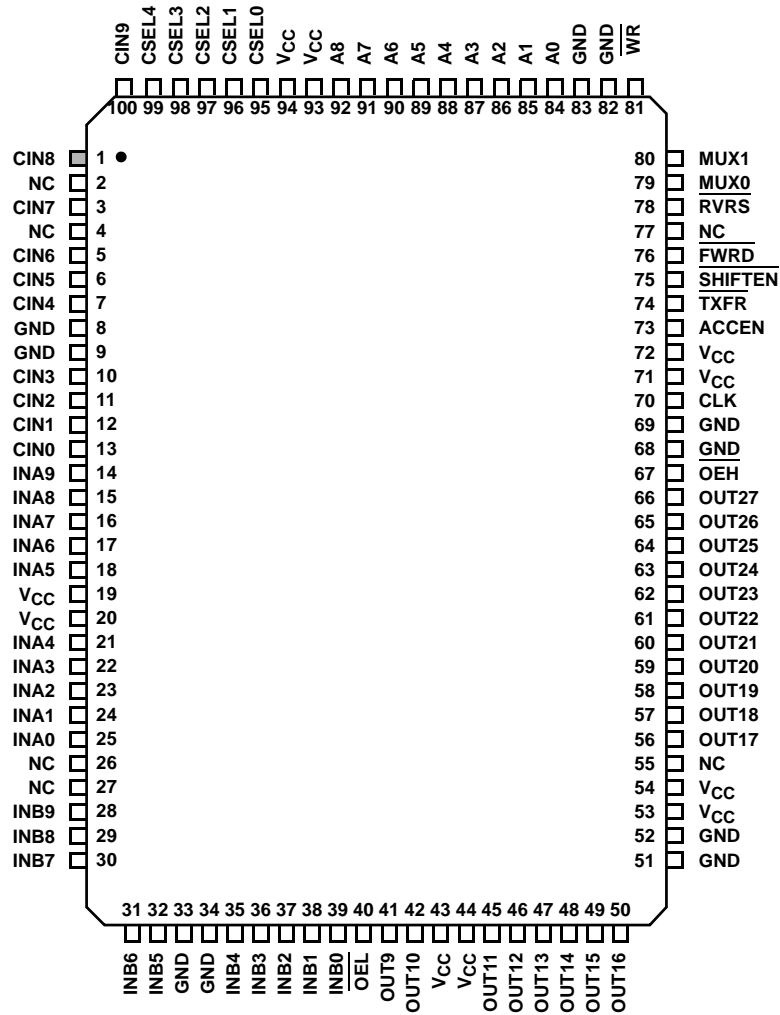 CIN9 CSEL4 CSEL3 CSEL2 CSEL1 CSEL0 VCC VCC A8 A7 A6 A5 A4 A3 A2 A1 A0 GND GND WR
100 99 98 97 96 95 94 93 92 91 90 89 88 87 86 85 84 83 82 81
CIN8 1 80 MUX1
NC 2 79 MUX0
CIN7 3 78 RVRS
NC 4 77 NC
CIN6 5 76 FWRD
CIN5 6 75 SHIFTEN
CIN4 7 74 TXFR
GND 8 73 ACCEN
GND 9 72 VCC
CIN3 10 71 VCC
CIN2 11 70 CLK
CIN1 12 69 GND
CIN0 13 68 GND
INA9 14 67 OEH
INA8 15 66 OUT27
INA7 16 65 OUT26
INA6 17 64 OUT25
INA5 18 63 OUT24
VCC 19 62 OUT23
VCC 20 61 OUT22
INA4 21 60 OUT21
INA3 22 59 OUT20
INA2 23 58 OUT19
INA1 24 57 OUT18
INA0 25 56 OUT17
NC 26 55 NC
NC 27 54 VCC
INB9 28 53 VCC
INB8 29 52 GND
INB7 30 51 GND
31 32 33 34 35 36 37 38 39 40 41 42 43 44 45 46 47 48 49 50
INB6 INB5 GND GND INB4 INB3 INB2 INB1 INB0 OEL OUT9 OUT10 VCC VCC OUT11 OUT12 OUT13 OUT14 OUT15 OUT16